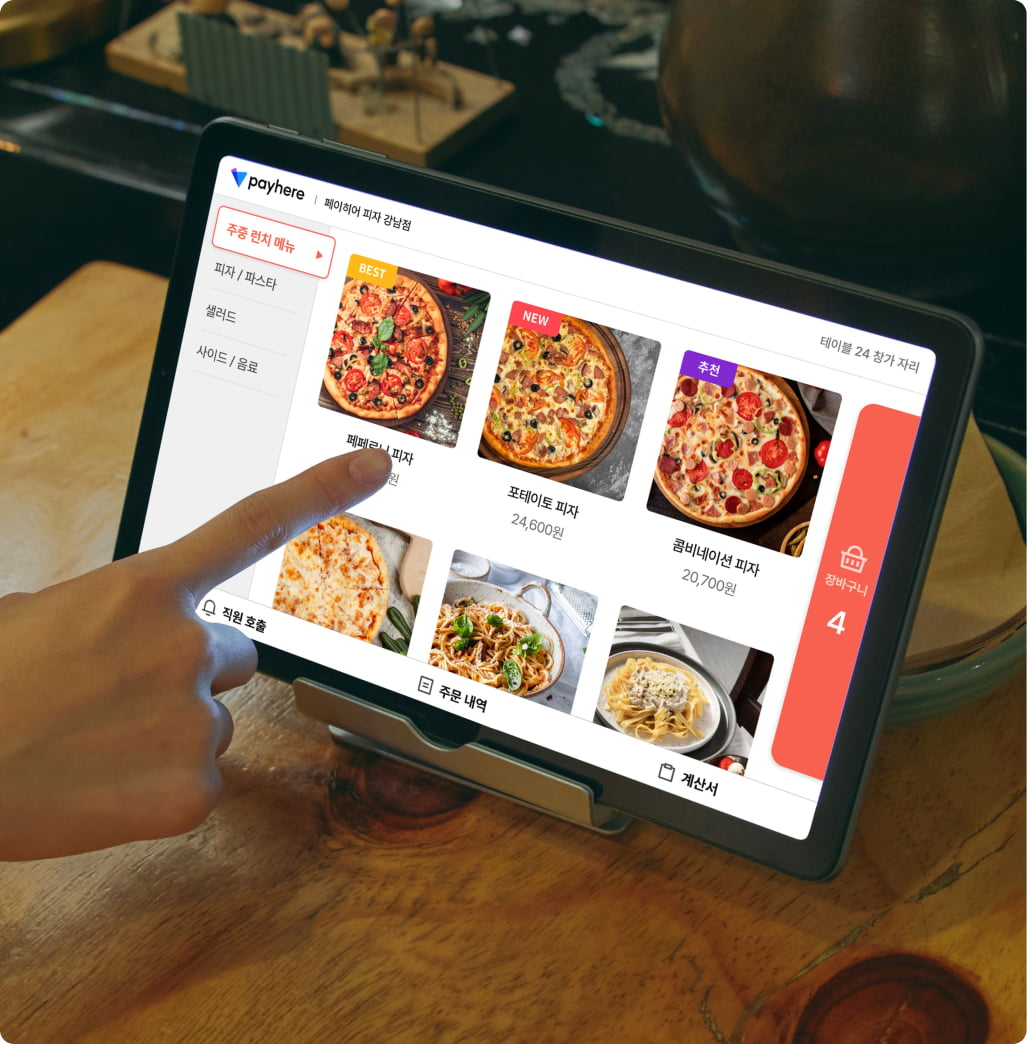 payhere | 페이히어 피자 강남점
테이블 24 창가 자리
주중 런치 메뉴
피자 / 파스타
샐러드
사이드 / 음료
BEST
NEW
추천
피자
원
포테이토 피자
24,600원
콤비네이션 피자
20,700원
장바구니
4
직원 호출
주문 내역
계산서